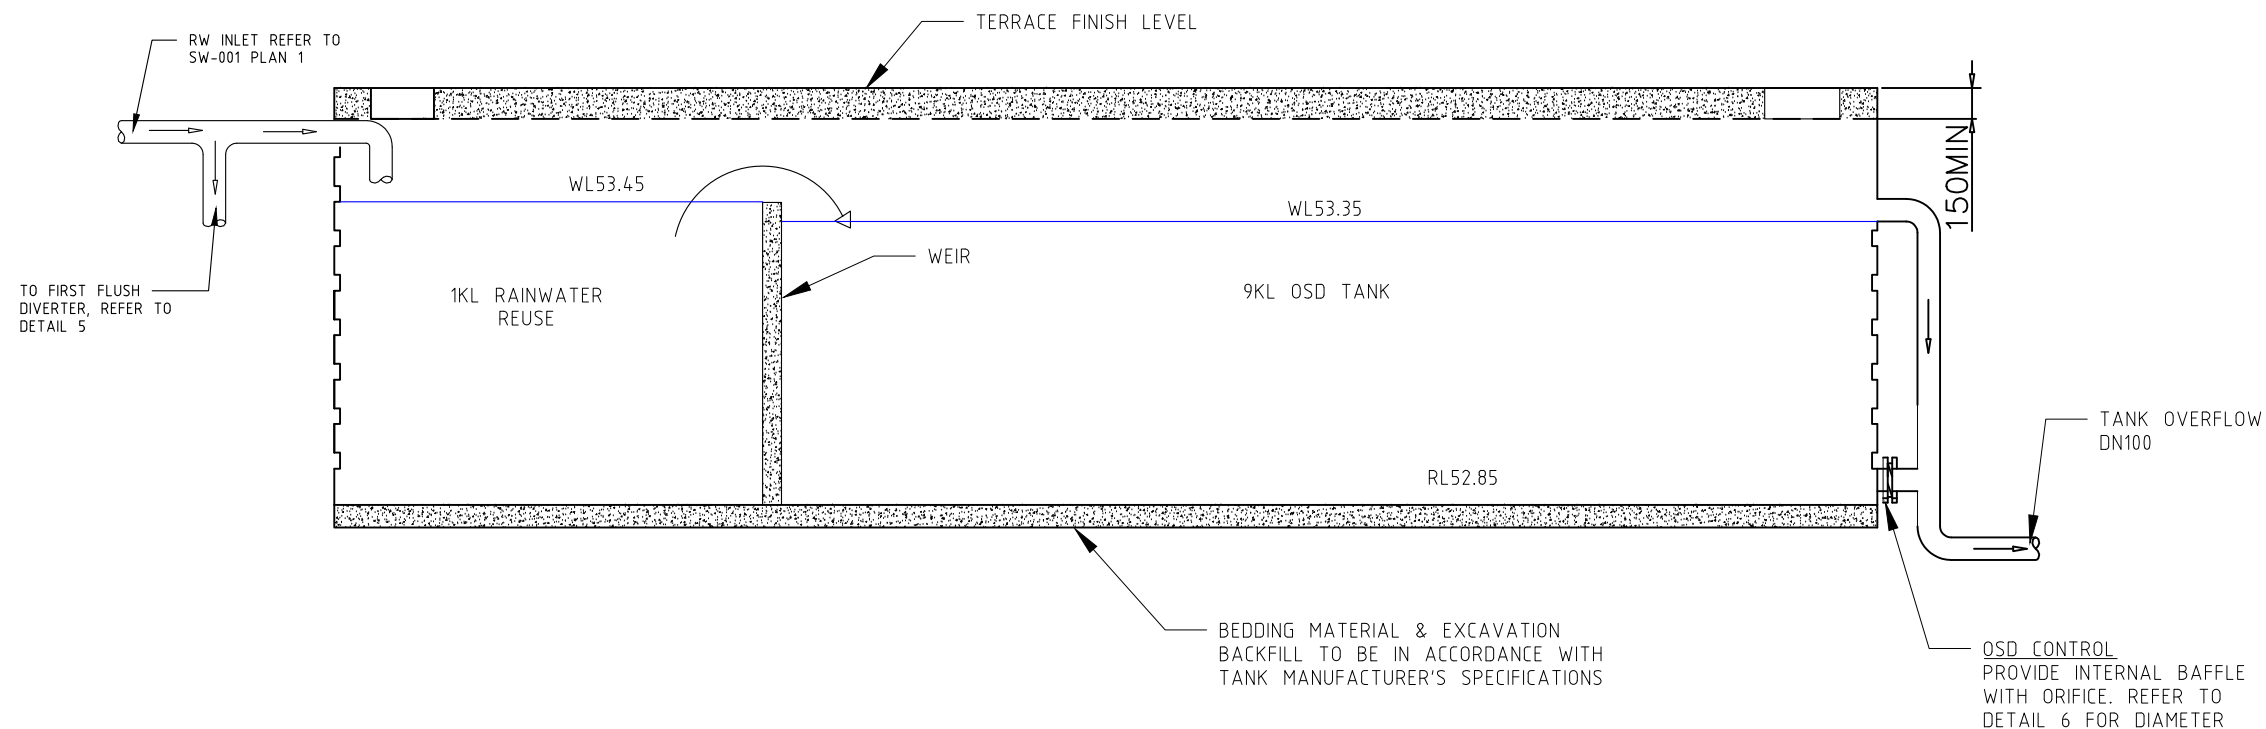 TERRACE FINISH LEVEL
RW INLET REFER TO
SW-001 PLAN 1
150MIN
WL53.45
WL53.35
WEIR
TO FIRST FLUSH
DIVERTER, REFER TO
DETAIL 5
1KL RAINWATER
REUSE
9KL OSD TANK
TANK OVERFLOW
DN100
RL52.85
BEDDING MATERIAL & EXCAVATION
BACKFILL TO BE IN ACCORDANCE WITH
TANK MANUFACTURER'S SPECIFICATIONS
OSD CONTROL
PROVIDE INTERNAL BAFFLE
WITH ORIFICE. REFER TO
DETAIL 6 FOR DIAMETER